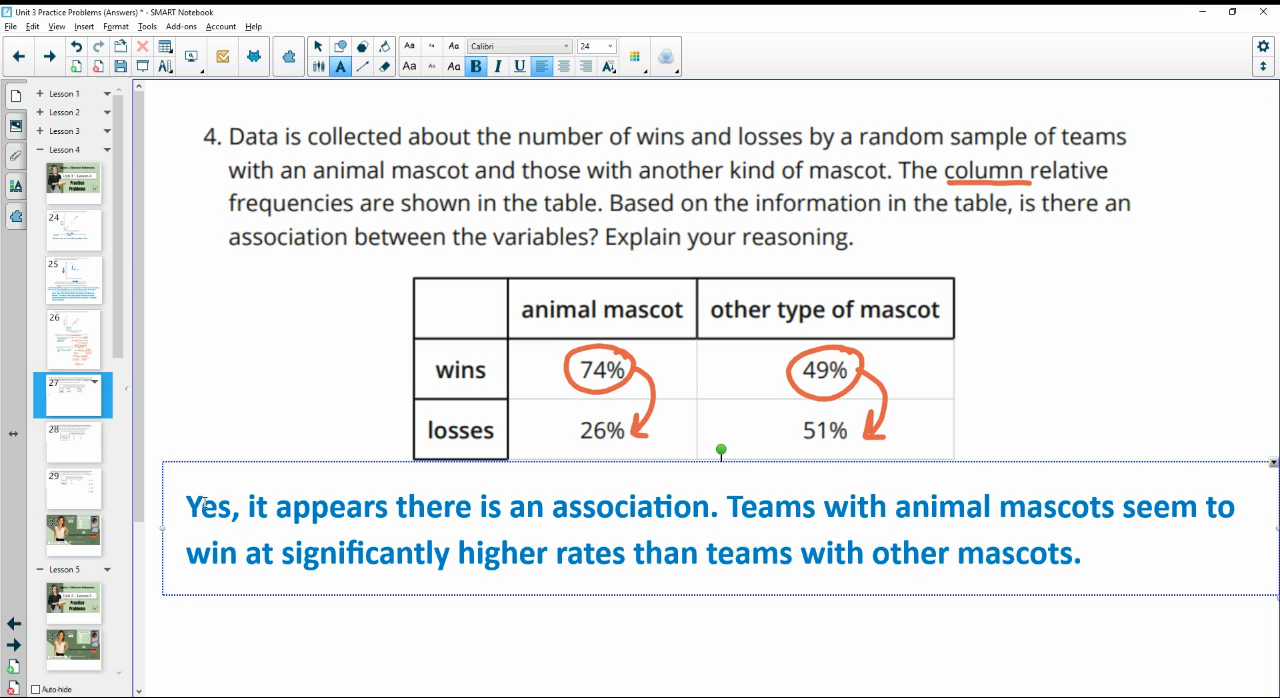 Unit 3 Practice Problems (Answers) * - SMART Notebook
File Edit View Insert Format Tools Add-ons Account Help
Calibri 24
B I U
Lesson 1
Lesson 2
Lesson 3
Lesson 4
24
25
26
27
28
29
Lesson 5
Auto-hide
4. Data is collected about the number of wins and losses by a random sample of teams
with an animal mascot and those with another kind of mascot. The column relative
frequencies are shown in the table. Based on the information in the table, is there an
association between the variables? Explain your reasoning.
animal mascot other type of mascot
wins 74% 49%
losses 26% 51%
Yes, it appears there is an association. Teams with animal mascots seem to
win at significantly higher rates than teams with other mascots.